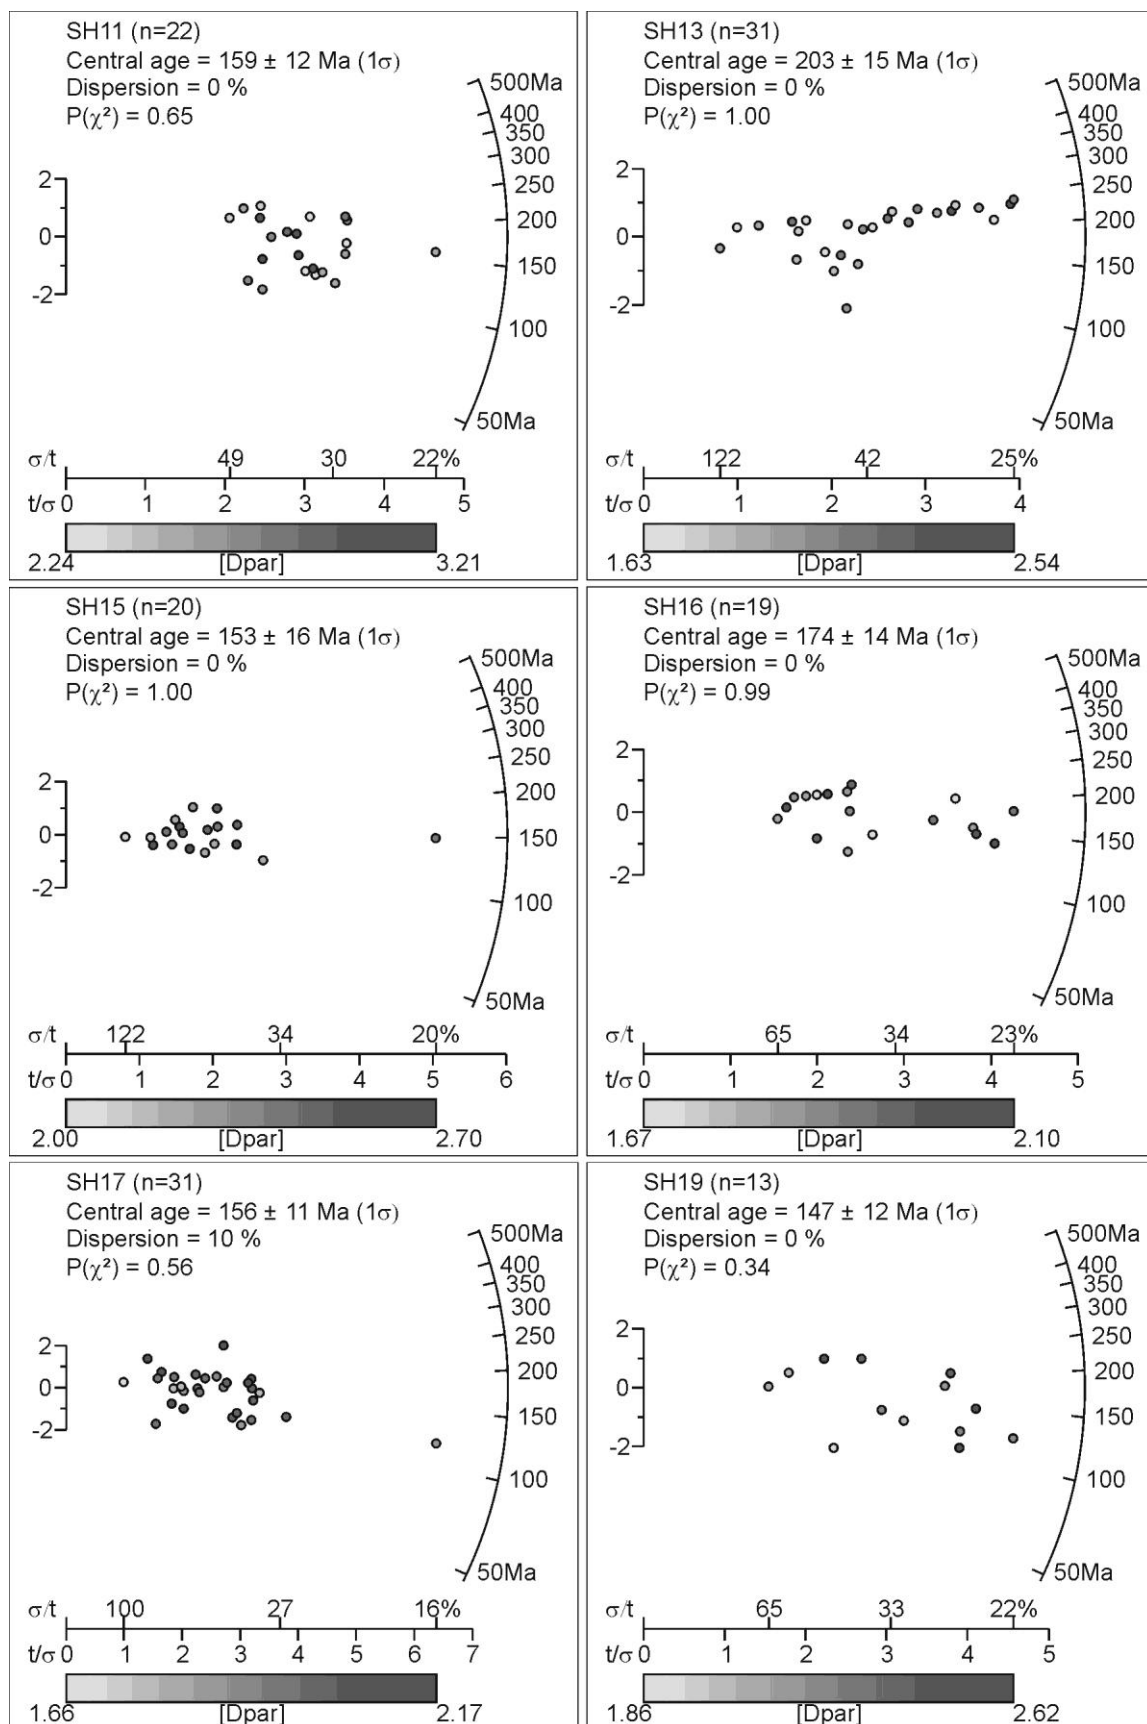 SH11 (n=22)
Central age = 159 ± 12 Ma (1σ)
Dispersion = 0 %
P(χ²) = 0.65
500Ma
400
350
300
250
200
150
100
50Ma
2
0
-2
σ/t 49 30 22%
t/σ 0 1 2 3 4 5
2.24 [Dpar] 3.21
SH13 (n=31)
Central age = 203 ± 15 Ma (1σ)
Dispersion = 0 %
P(χ²) = 1.00
500Ma
400
350
300
250
200
150
100
50Ma
2
0
-2
σ/t 122 42 25%
t/σ 0 1 2 3 4
1.63 [Dpar] 2.54
SH15 (n=20)
Central age = 153 ± 16 Ma (1σ)
Dispersion = 0 %
P(χ²) = 1.00
500Ma
400
350
300
250
200
150
100
50Ma
2
0
-2
σ/t 122 34 20%
t/σ 0 1 2 3 4 5 6
2.00 [Dpar] 2.70
SH16 (n=19)
Central age = 174 ± 14 Ma (1σ)
Dispersion = 0 %
P(χ²) = 0.99
500Ma
400
350
300
250
200
150
100
50Ma
2
0
-2
σ/t 65 34 23%
t/σ 0 1 2 3 4 5
1.67 [Dpar] 2.10
SH17 (n=31)
Central age = 156 ± 11 Ma (1σ)
Dispersion = 10 %
P(χ²) = 0.56
500Ma
400
350
300
250
200
150
100
50Ma
2
0
-2
σ/t 100 27 16%
t/σ 0 1 2 3 4 5 6 7
1.66 [Dpar] 2.17
SH19 (n=13)
Central age = 147 ± 12 Ma (1σ)
Dispersion = 0 %
P(χ²) = 0.34
500Ma
400
350
300
250
200
150
100
50Ma
2
0
-2
σ/t 65 33 22%
t/σ 0 1 2 3 4 5
1.86 [Dpar] 2.62